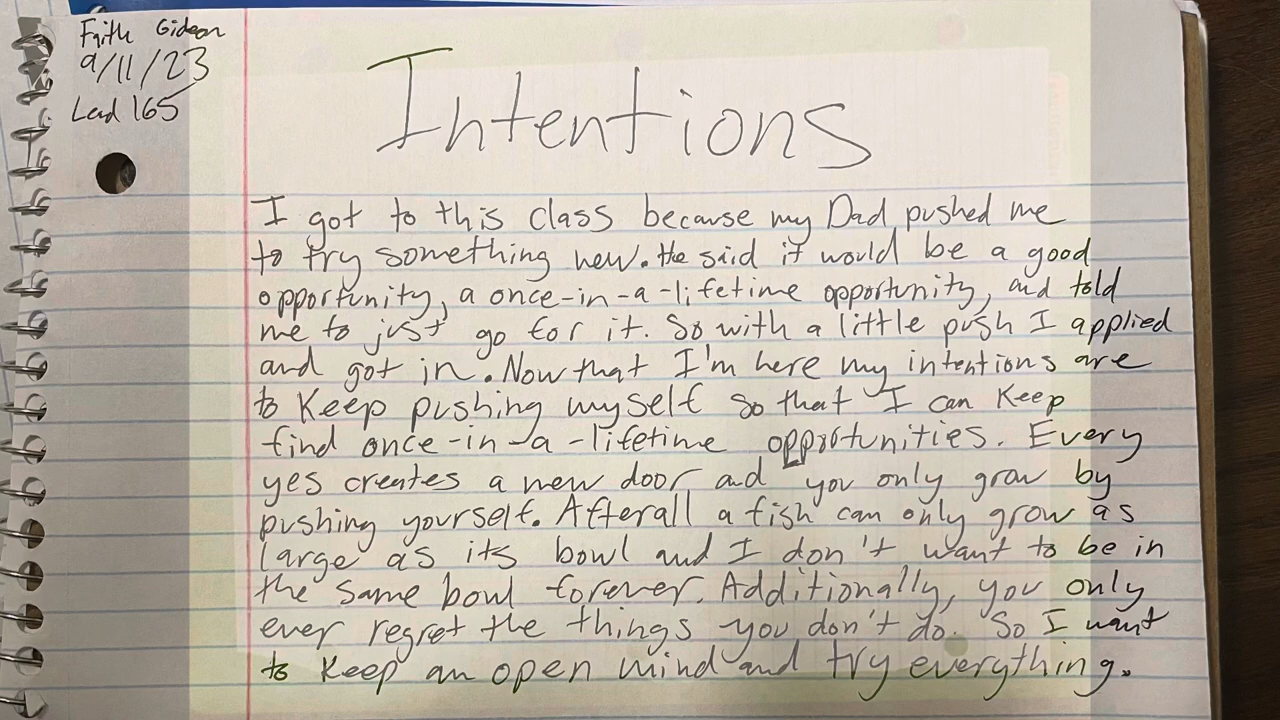 Faith Gideon
9/11/23
Lead 165
Intentions
I got to this class because my Dad pushed me
to try something new. He said it would be a good
opportunity, a once-in-a-lifetime opportunity, and told
me to just go for it. So with a little push I applied
and got in. Now that I'm here my intentions are
to keep pushing myself so that I can keep
find once-in-a-lifetime opportunities. Every
yes creates a new door and you only grow by
pushing yourself. Afterall a fish can only grow as
large as its bowl and I don't want to be in
the same bowl forever. Additionally, you only
ever regret the things you don't do. So I want
to keep an open mind and try everything.